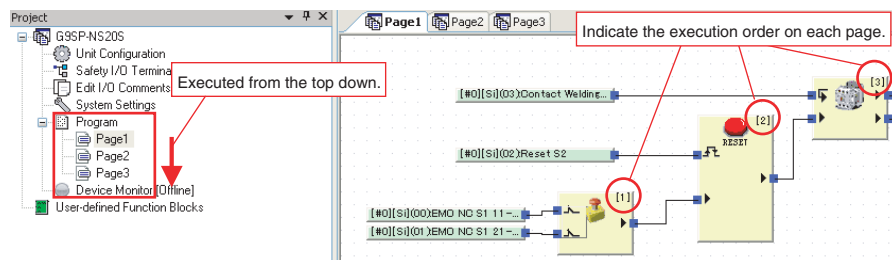 Project
G9SP-NS20S
Unit Configuration
Safety I/O Termina
Edit I/O Comments
System Settings
Program
Page1
Page2
Page3
Device Monitor [Offline]
User-defined Function Blocks
Executed from the top down.
Page1 Page2 Page3
Indicate the execution order on each page.
[#0][Si](03):Contact Welding...
[3]
[#0][Si](02):Reset S2
[2]
RESET
[1]
[#0][Si](00):EMO NC S1 11-...
[#0][Si](01):EMO NC S1 21-...